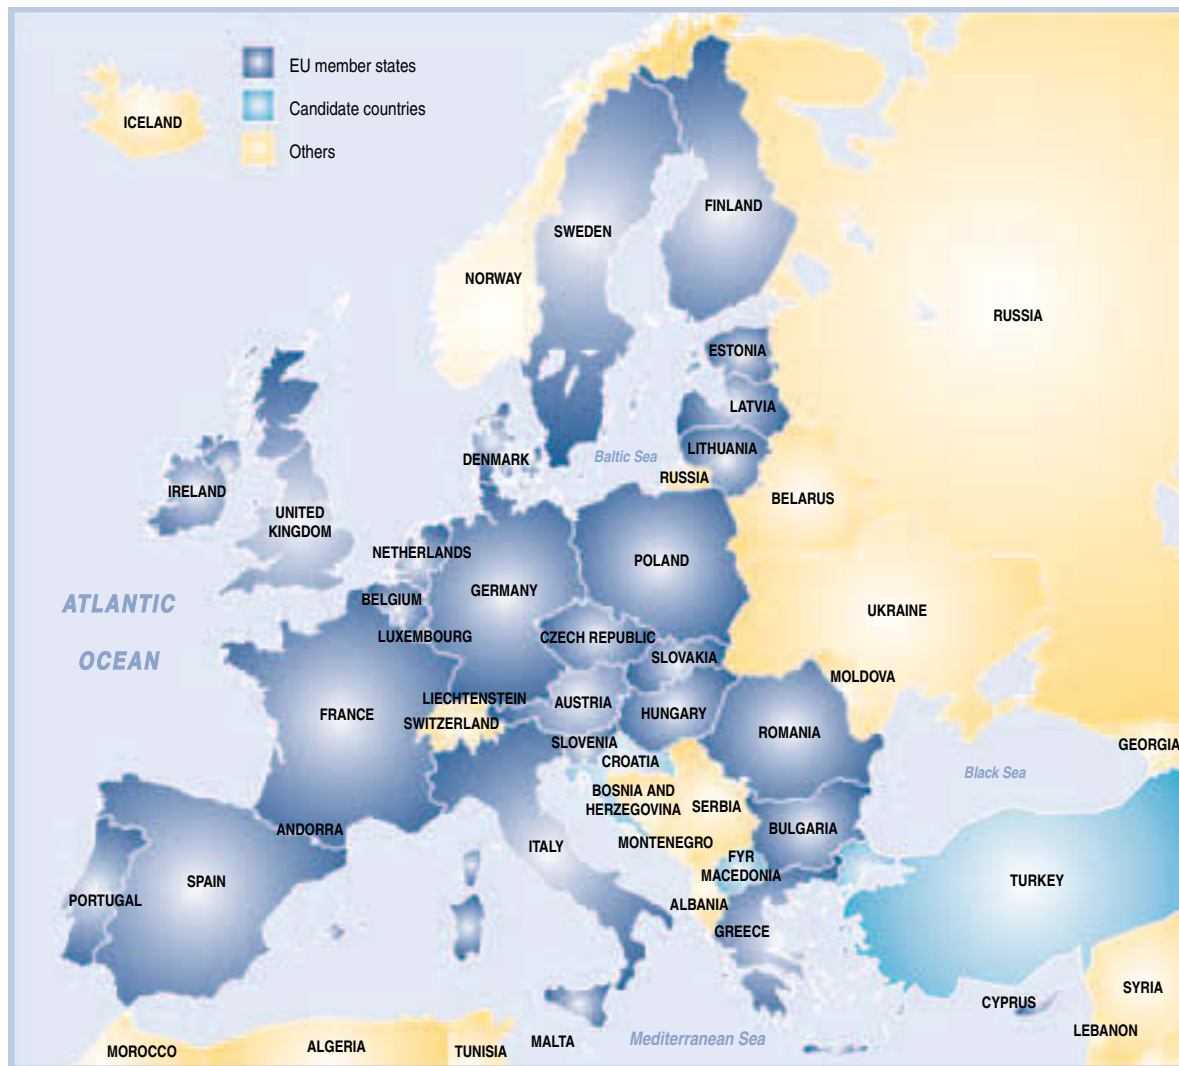 EU member states
Candidate countries
Others
ICELAND
FINLAND
SWEDEN
NORWAY
RUSSIA
ESTONIA
LATVIA
LITHUANIA
Baltic Sea
DENMARK
RUSSIA
IRELAND
BELARUS
UNITED
KINGDOM
NETHERLANDS
POLAND
GERMANY
BELGIUM
ATLANTIC
OCEAN
UKRAINE
LUXEMBOURG
CZECH REPUBLIC
SLOVAKIA
MOLDOVA
LIECHTENSTEIN
AUSTRIA
FRANCE
SWITZERLAND
HUNGARY
ROMANIA
SLOVENIA
GEORGIA
CROATIA
Black Sea
BOSNIA AND
HERZEGOVINA
SERBIA
ANDORRA
BULGARIA
MONTENEGRO
ITALY
FYR
MACEDONIA
SPAIN
TURKEY
PORTUGAL
ALBANIA
GREECE
SYRIA
CYPRUS
LEBANON
MALTA
Mediterranean Sea
MOROCCO
ALGERIA
TUNISIA